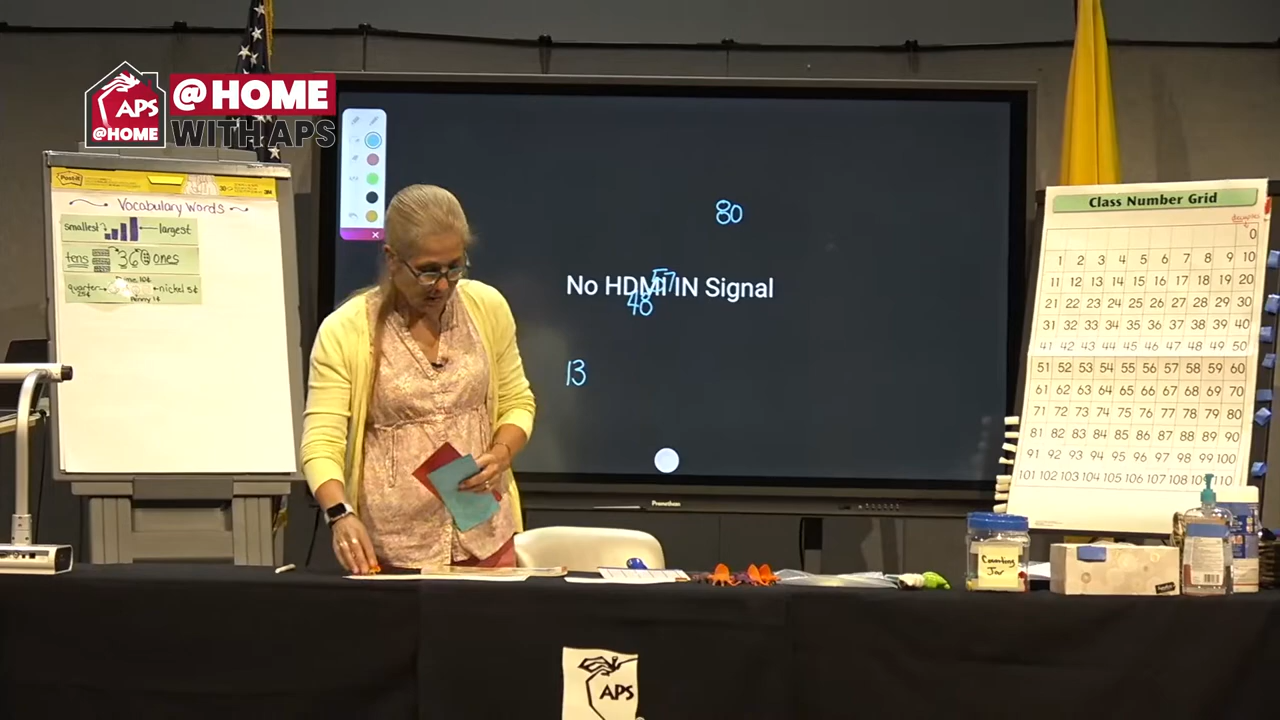 APS
@HOME
@HOME
WITH APS
Post-it
Vocabulary Words
smallest
largest
tens
36
ones
quarter
25¢
nickel 5¢
Penny 1¢
80
No HDMI IN Signal
57
48
13
Promethean
Class Number Grid
0
1 2 3 4 5 6 7 8 9 10
11 12 13 14 15 16 17 18 19 20
21 22 23 24 25 26 27 28 29 30
31 32 33 34 35 36 37 38 39 40
41 42 43 44 45 46 47 48 49 50
51 52 53 54 55 56 57 58 59 60
61 62 63 64 65 66 67 68 69 70
71 72 73 74 75 76 77 78 79 80
81 82 83 84 85 86 87 88 89 90
91 92 93 94 95 96 97 98 99 100
101 102 103 104 105 106 107 108 109 110
Counting
Jar
APS